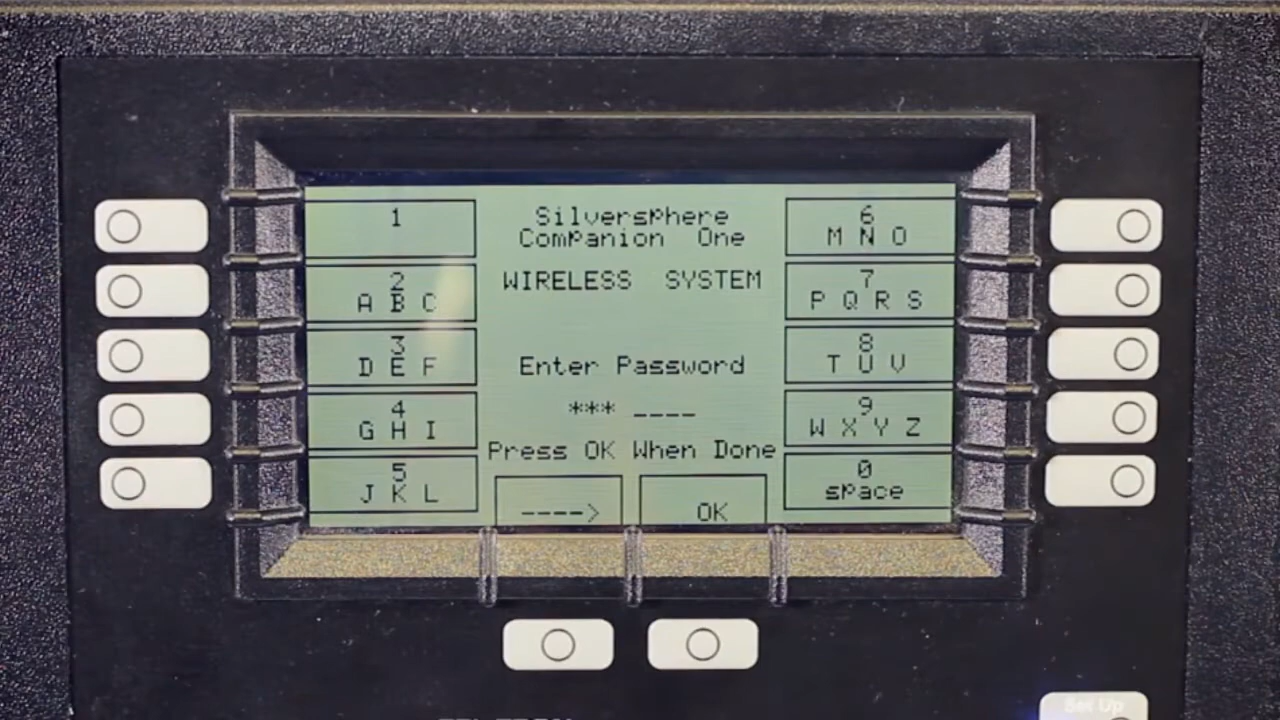 1
2
A B C
3
D E F
4
G H I
5
J K L
Silversphere
Companion One
WIRELESS SYSTEM
Enter Password
*** ----
Press OK When Done
---->
OK
6
M N O
7
P Q R S
8
T U V
9
W X Y Z
0
space
Set Up